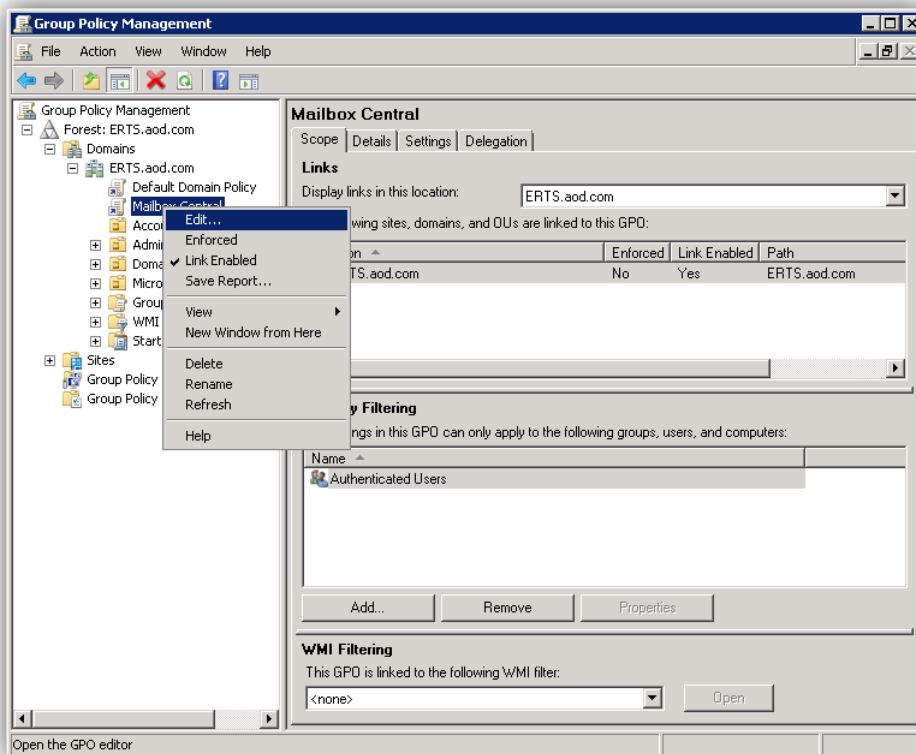 Group Policy Management
File Action View Window Help
Group Policy Management
Forest: ERTS.aod.com
Domains
ERTS.aod.com
Default Domain Policy
Mailbox Central
Accou
Admi
Doma
Micro
Group
WMI
Start
Sites
Group Policy
Group Policy
Edit...
Enforced
Link Enabled
Save Report...
View
New Window from Here
Delete
Rename
Refresh
Help
Mailbox Central
Scope Details Settings Delegation
Links
Display links in this location: ERTS.aod.com
wing sites, domains, and OUs are linked to this GPO:
on Enforced Link Enabled Path
TS.aod.com No Yes ERTS.aod.com
y Filtering
ngs in this GPO can only apply to the following groups, users, and computers:
Name
Authenticated Users
Add... Remove Properties
WMI Filtering
This GPO is linked to the following WMI filter:
<none> Open
Open the GPO editor